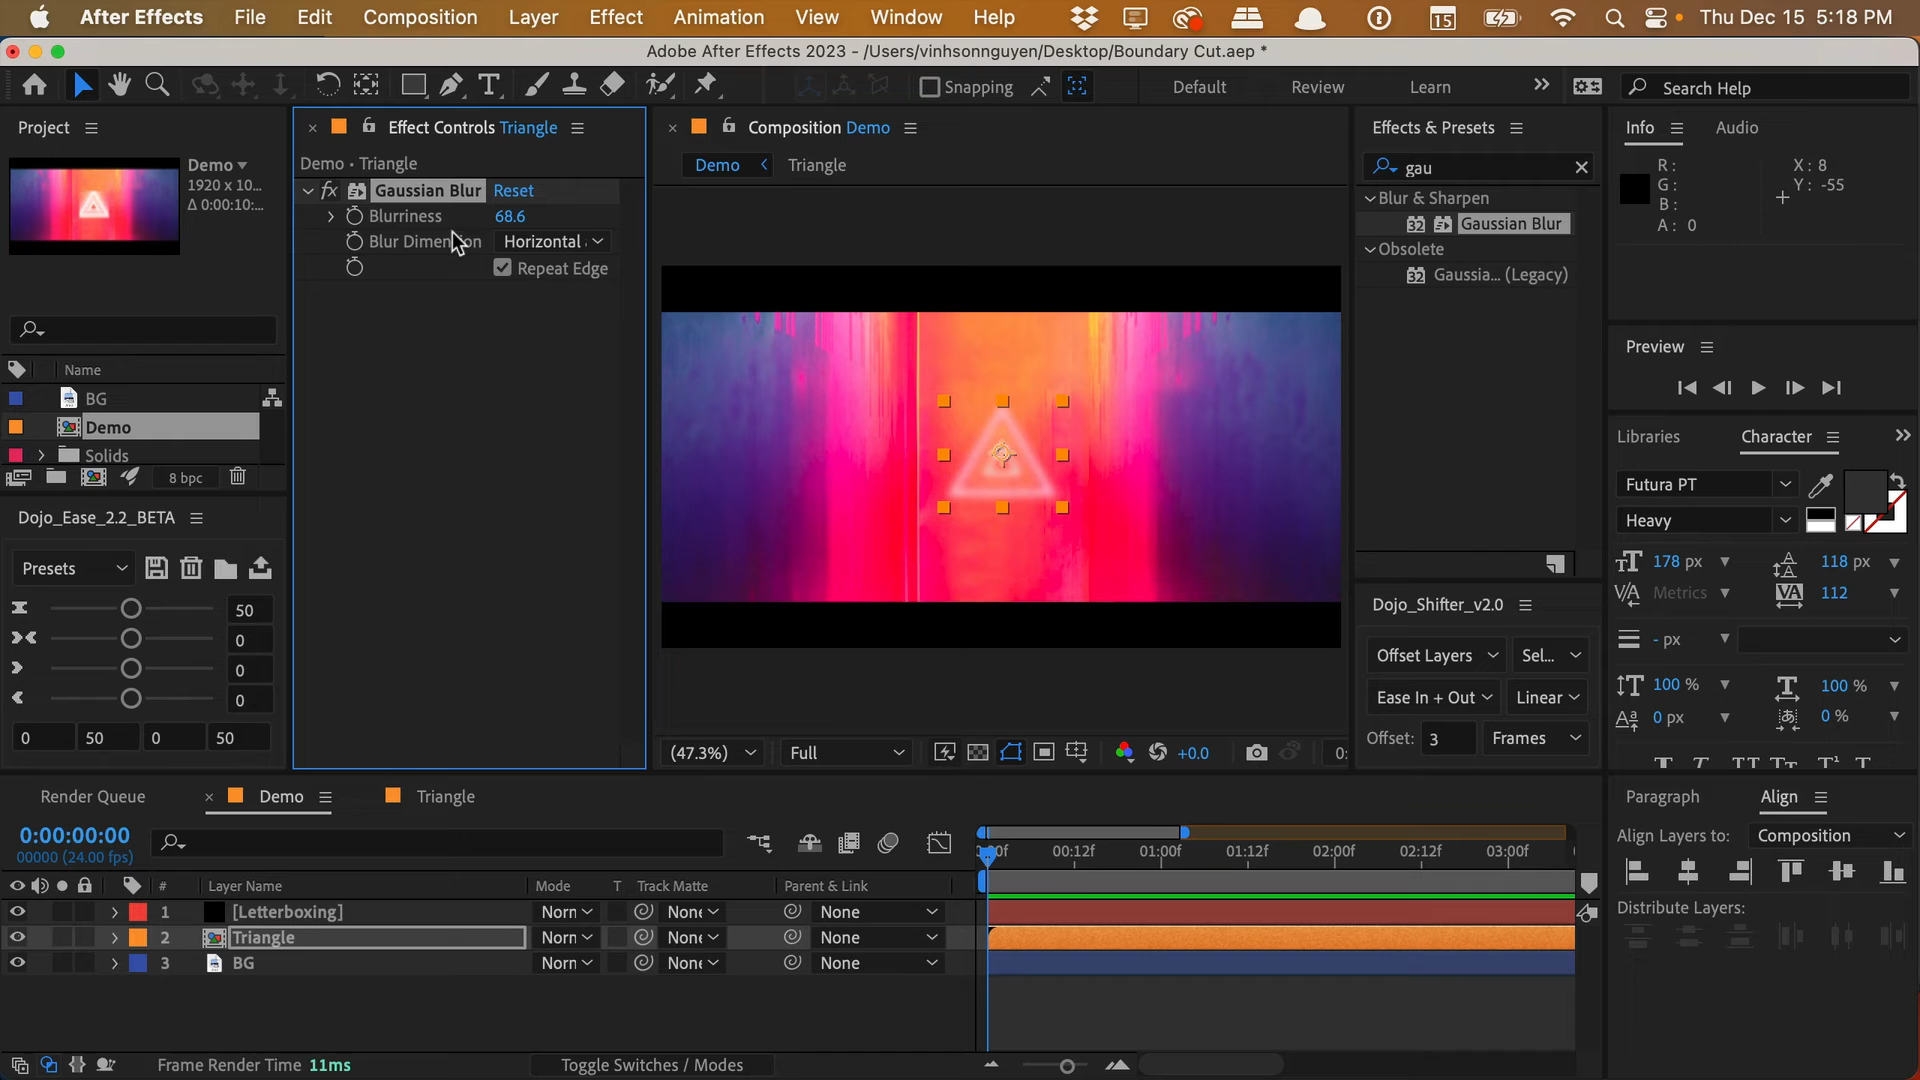 After Effects File Edit Composition Layer Effect Animation View Window Help 15 Thu Dec 15 5:18 PM
Adobe After Effects 2023 - /Users/vinhsonnguyen/Desktop/Boundary Cut.aep *
Snapping Default Review Learn Search Help
Project
Demo
1920 x 10...
Δ 0:00:10:...
Name
BG
Demo
Solids
8 bpc
Effect Controls Triangle
Demo • Triangle
fx Gaussian Blur Reset
Blurriness 68.6
Blur Dimension Horizontal
Repeat Edge
Composition Demo
Demo Triangle
(47.3%) Full +0.0 0:
Effects & Presets
gau
Blur & Sharpen
32 Gaussian Blur
Obsolete
32 Gaussia... (Legacy)
Info Audio
R: X: 8
G: Y: -55
B:
A: 0
Preview
Libraries Character
Futura PT
Heavy
178 px 118 px
Metrics 112
- px
100 % 100 %
0 px 0 %
Dojo_Ease_2.2_BETA
Presets
50
0
0
0
0 50 0 50
Dojo_Shifter_v2.0
Offset Layers Sel...
Ease In + Out Linear
Offset: 3 Frames
Render Queue Demo Triangle
0:00:00:00
00000 (24.00 fps)
00f 00:12f 01:00f 01:12f 02:00f 02:12f 03:00f
# Layer Name Mode T Track Matte Parent & Link
1 [Letterboxing] Norn None None
2 Triangle Norn None None
3 BG Norn None None
Frame Render Time 11ms Toggle Switches / Modes
Paragraph Align
Align Layers to: Composition
Distribute Layers: